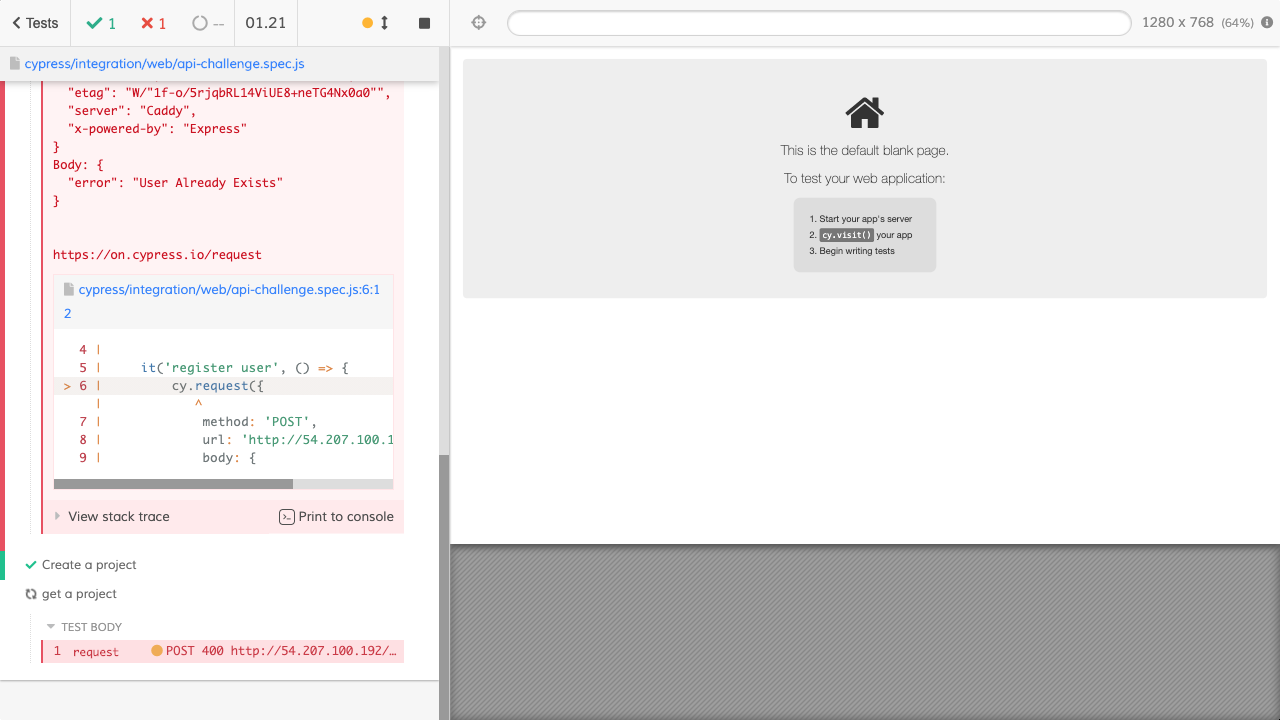 Tests
1
1
--
01.21
1280 x 768 (64%)
cypress/integration/web/api-challenge.spec.js
"etag": "W/"1f-o/5rjqbRL14ViUE8+neTG4Nx0a0"",
"server": "Caddy",
"x-powered-by": "Express"
}
Body: {
"error": "User Already Exists"
}
https://on.cypress.io/request
cypress/integration/web/api-challenge.spec.js:6:1
2
4 |
5 | it('register user', () => {
> 6 | cy.request({
| ^
7 | method: 'POST',
8 | url: 'http://54.207.100.1
9 | body: {
View stack trace
Print to console
Create a project
get a project
TEST BODY
1 request POST 400 http://54.207.100.192/…
This is the default blank page.
To test your web application:
1. Start your app's server
2. cy.visit() your app
3. Begin writing tests